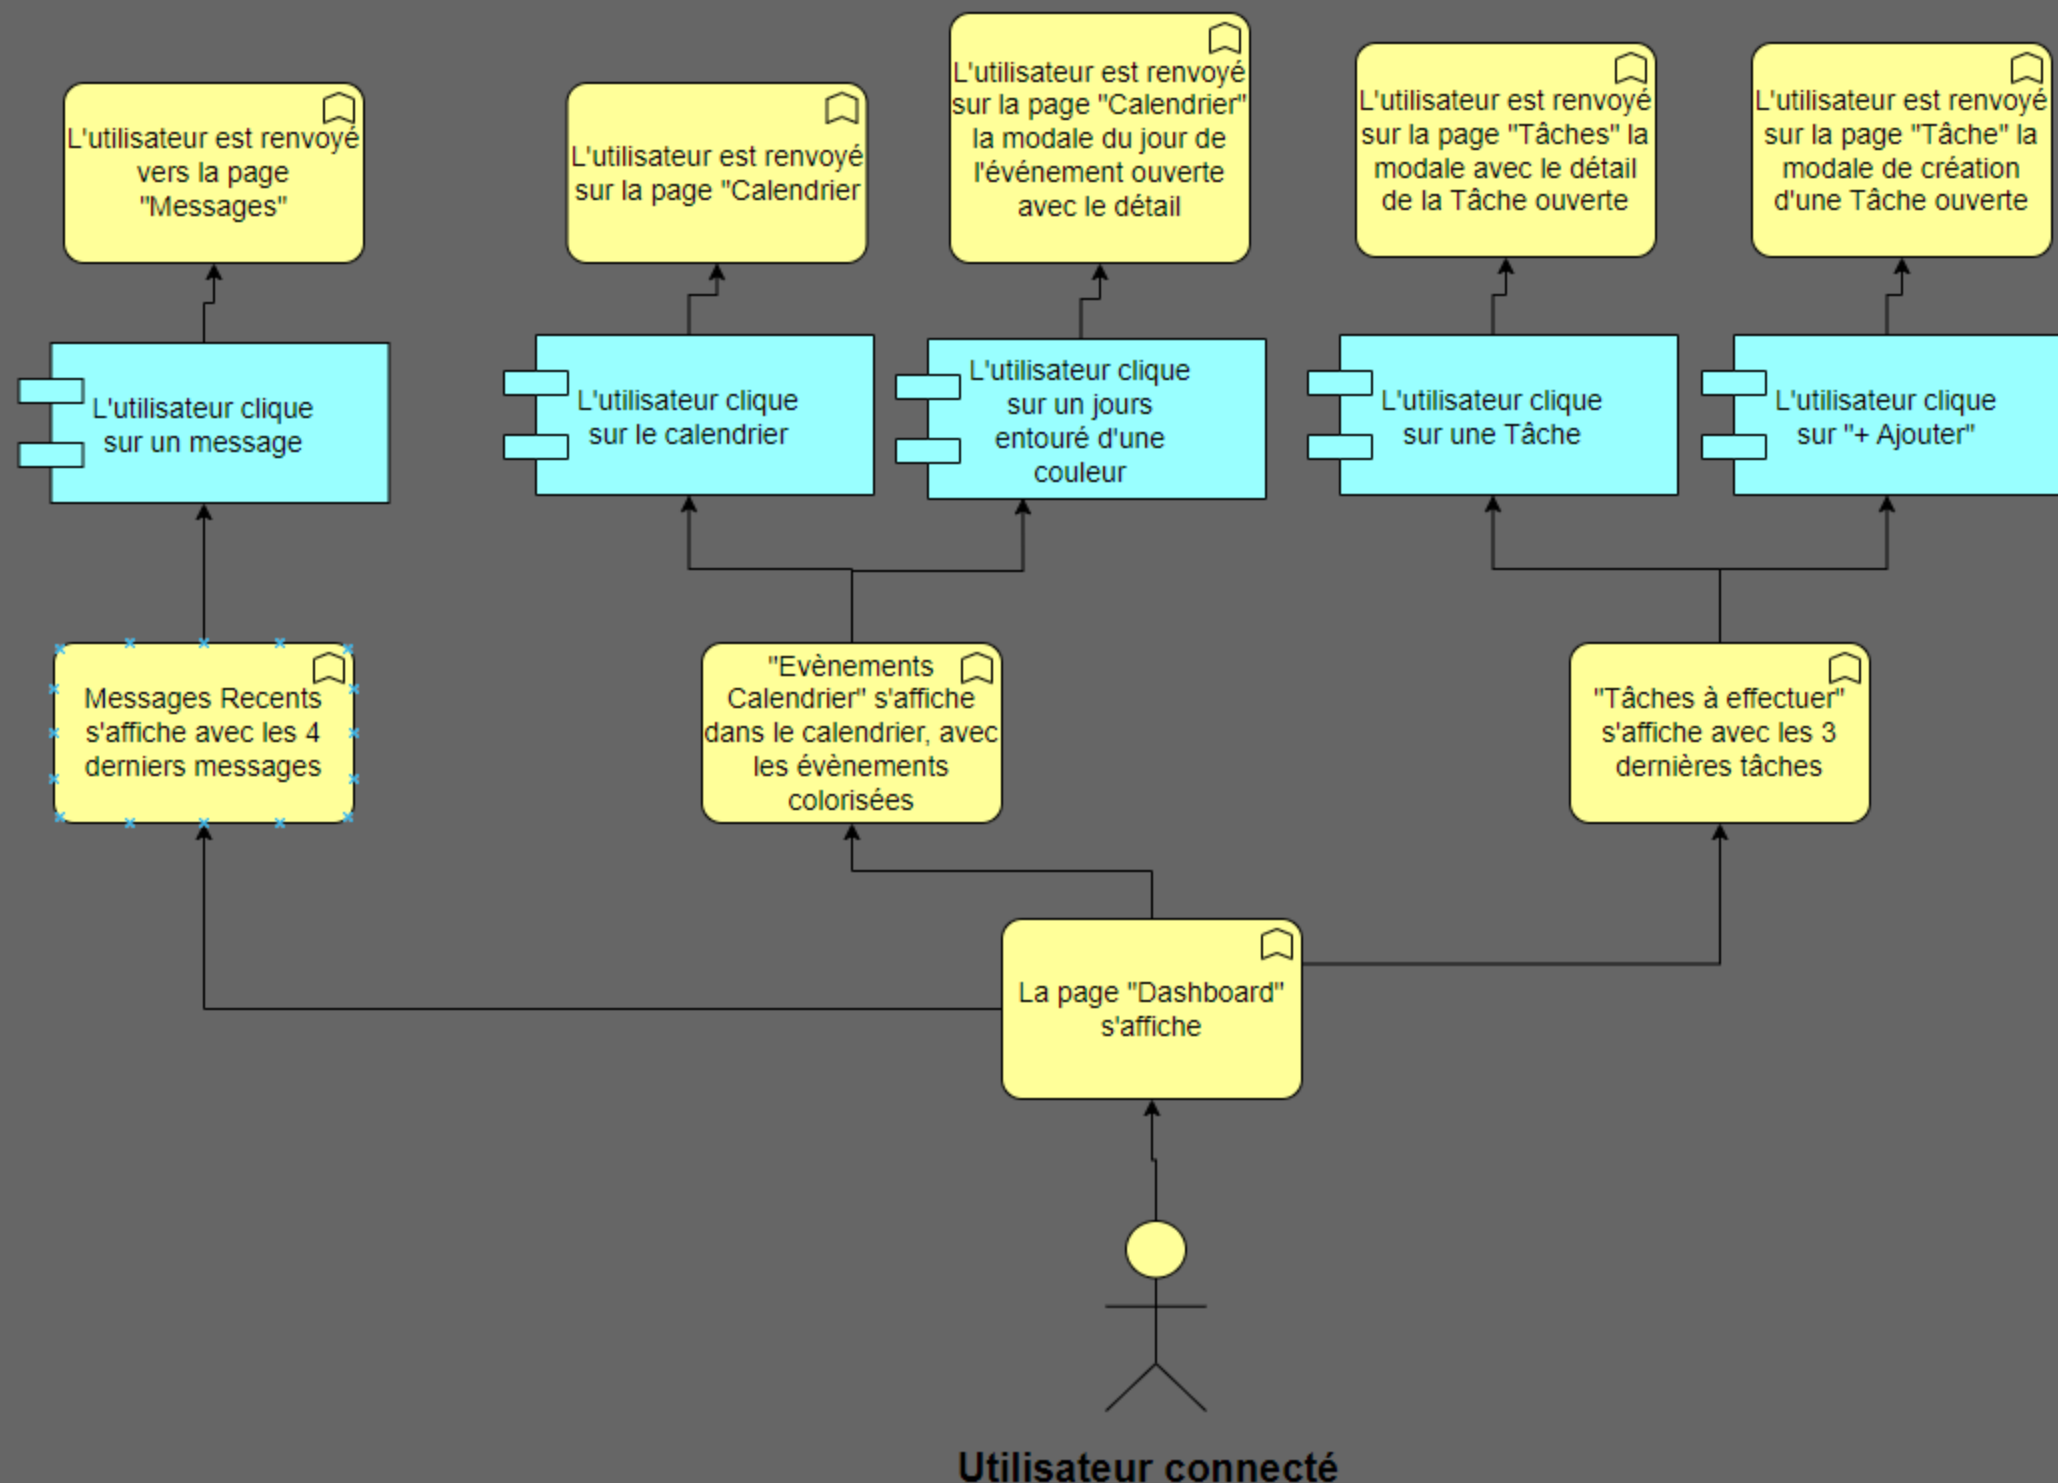 L'utilisateur est renvoyé
vers la page
"Messages"
L'utilisateur est renvoyé
sur la page "Calendrier
L'utilisateur est renvoyé
sur la page "Calendrier"
la modale du jour de
l'événement ouverte
avec le détail
L'utilisateur est renvoyé
sur la page "Tâches" la
modale avec le détail
de la Tâche ouverte
L'utilisateur est renvoyé
sur la page "Tâche" la
modale de création
d'une Tâche ouverte
L'utilisateur clique
sur un message
L'utilisateur clique
sur le calendrier
L'utilisateur clique
sur un jours
entouré d'une
couleur
L'utilisateur clique
sur une Tâche
L'utilisateur clique
sur "+ Ajouter"
Messages Recents
s'affiche avec les 4
derniers messages
"Evènements
Calendrier" s'affiche
dans le calendrier, avec
les évènements
colorisées
"Tâches à effectuer"
s'affiche avec les 3
dernières tâches
La page "Dashboard"
s'affiche
Utilisateur connecté